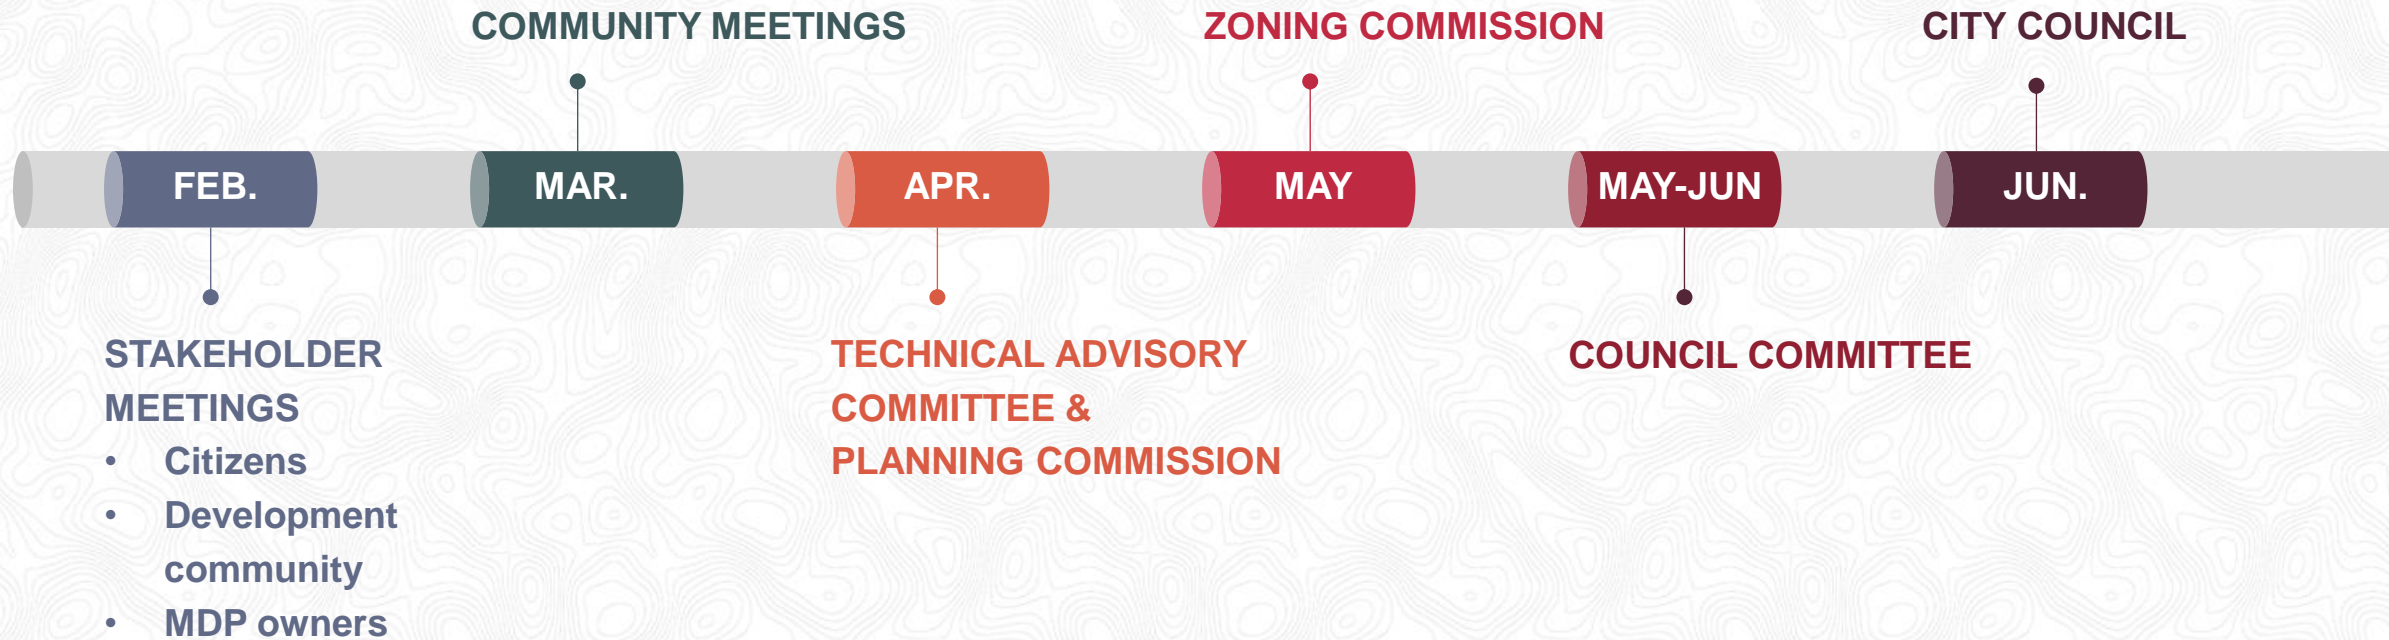 COMMUNITY MEETINGS
ZONING COMMISSION
CITY COUNCIL
FEB.
MAR.
APR.
MAY
MAY-JUN
JUN.
STAKEHOLDER
MEETINGS
• Citizens
• Development
community
• MDP owners
TECHNICAL ADVISORY
COMMITTEE &
PLANNING COMMISSION
COUNCIL COMMITTEE